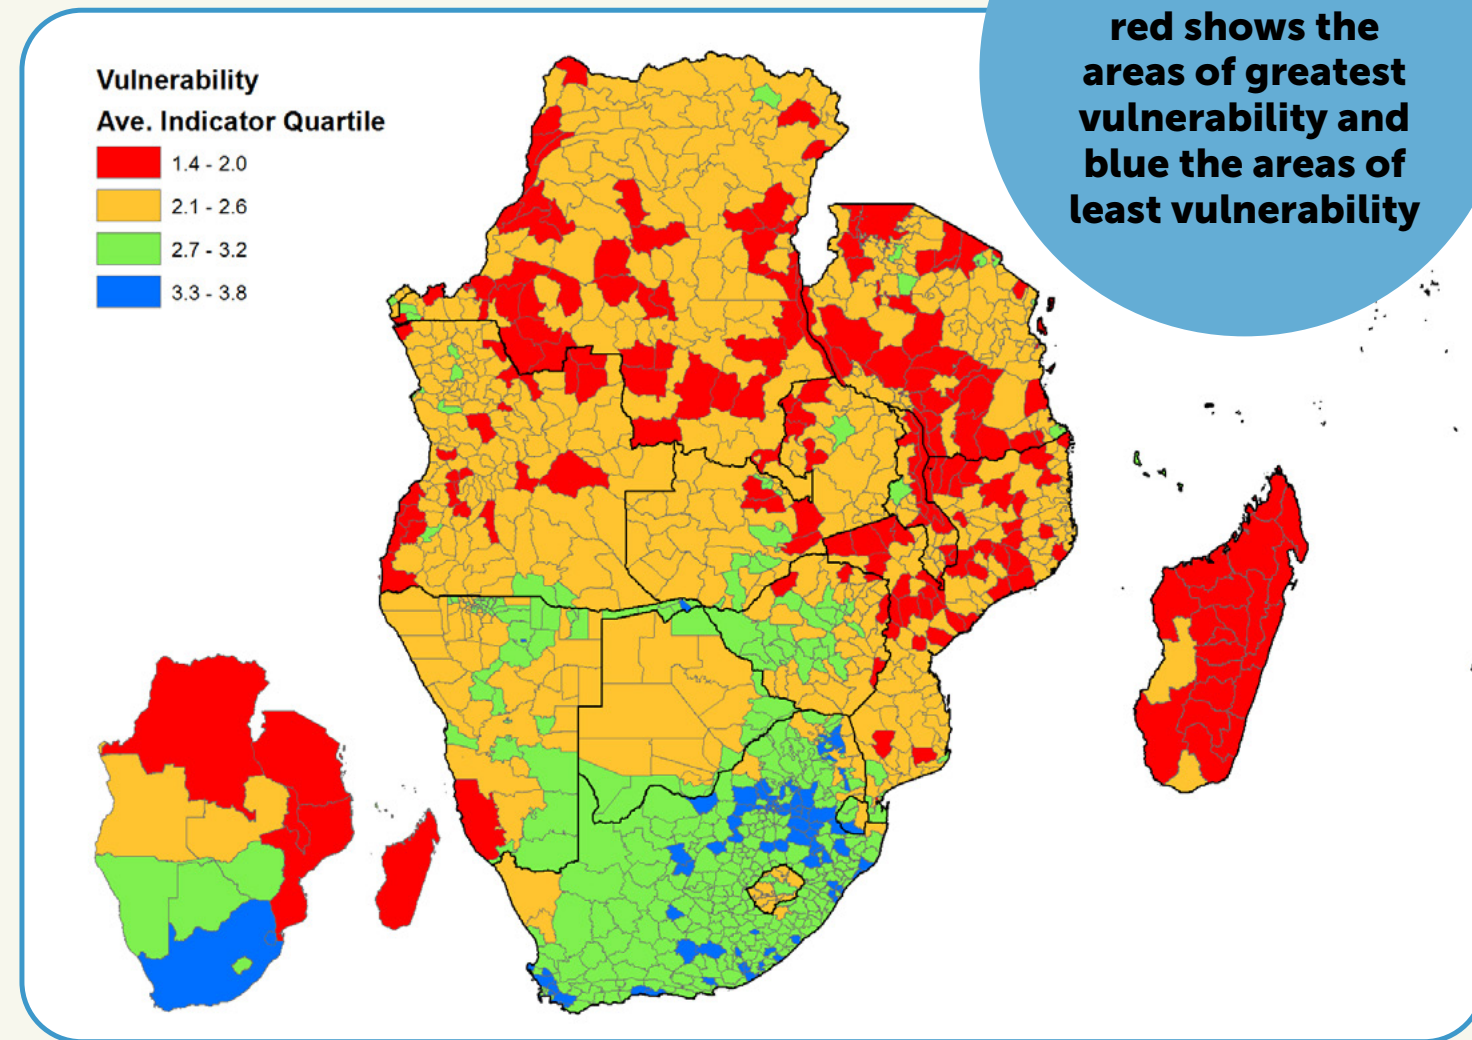 red shows the
areas of greatest
vulnerability and
blue the areas of
least vulnerability
Vulnerability
Ave. Indicator Quartile
1.4 - 2.0
2.1 - 2.6
2.7 - 3.2
3.3 - 3.8